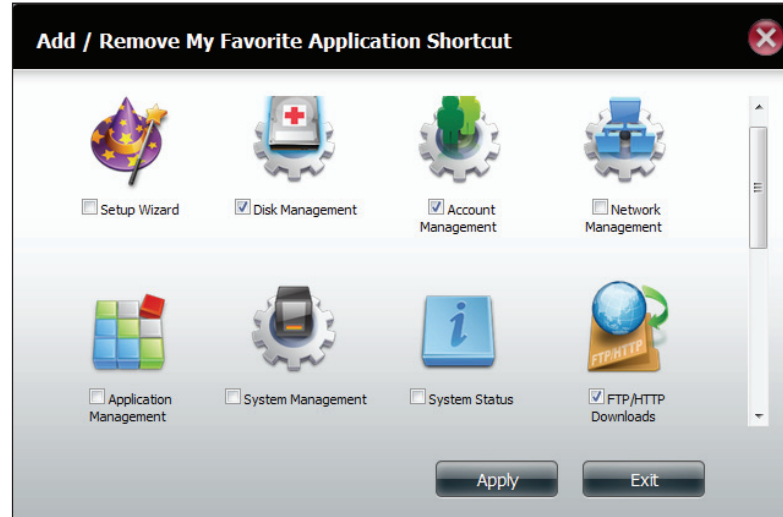 Add / Remove My Favorite Application Shortcut
Setup Wizard
Disk Management
Account
Management
Network
Management
FTP/HTTP
Application
Management
System Management
System Status
FTP/HTTP
Downloads
Apply
Exit